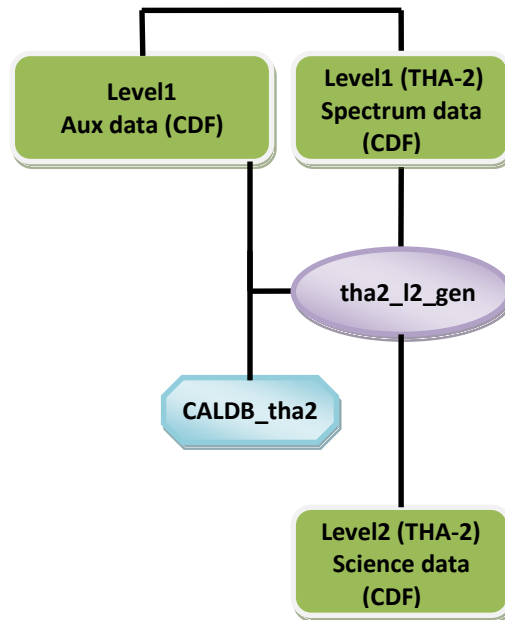 Level1
Aux data (CDF)
Level1 (THA-2)
Spectrum data
(CDF)
tha2_l2_gen
CALDB_tha2
Level2 (THA-2)
Science data
(CDF)